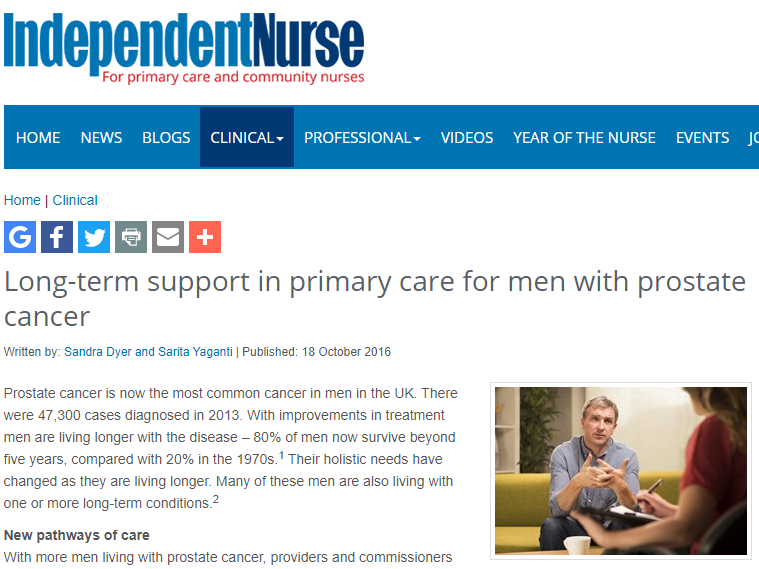 IndependentNurse
For primary care and community nurses
HOME NEWS BLOGS CLINICAL PROFESSIONAL VIDEOS YEAR OF THE NURSE EVENTS
Home | Clinical
Long-term support in primary care for men with prostate
cancer
Written by: Sandra Dyer and Sarita Yaganti | Published: 18 October 2016
Prostate cancer is now the most common cancer in men in the UK. There
were 47,300 cases diagnosed in 2013. With improvements in treatment
men are living longer with the disease – 80% of men now survive beyond
five years, compared with 20% in the 1970s.1 Their holistic needs have
changed as they are living longer. Many of these men are also living with
one or more long-term conditions.2
New pathways of care
With more men living with prostate cancer, providers and commissioners